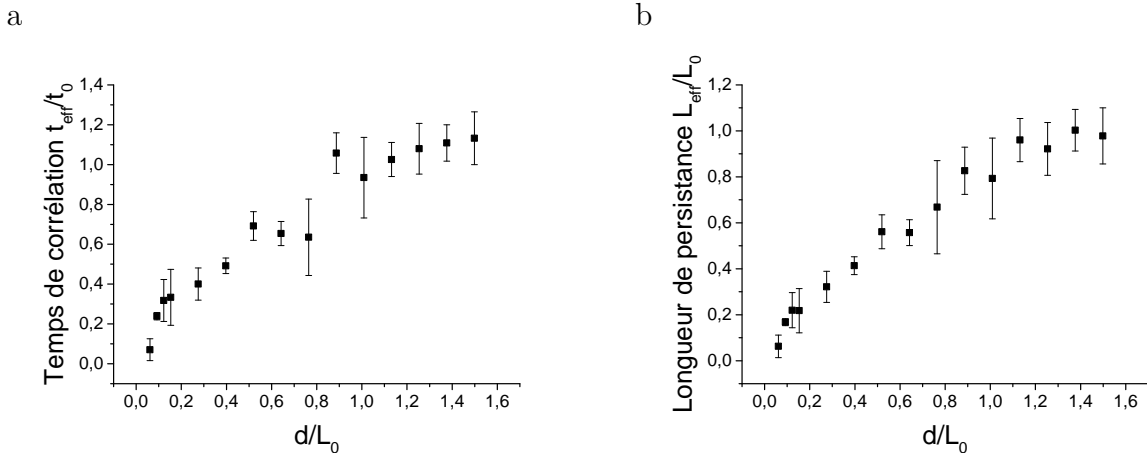 a
Temps de corrélation t_eff/t_0
1,4
1,2
1,0
0,8
0,6
0,4
0,2
0,0
0,0 0,2 0,4 0,6 0,8 1,0 1,2 1,4 1,6
d/L_0
b
Longueur de persistance L_eff/L_0
1,2
1,0
0,8
0,6
0,4
0,2
0,0
0,0 0,2 0,4 0,6 0,8 1,0 1,2 1,4 1,6
d/L_0